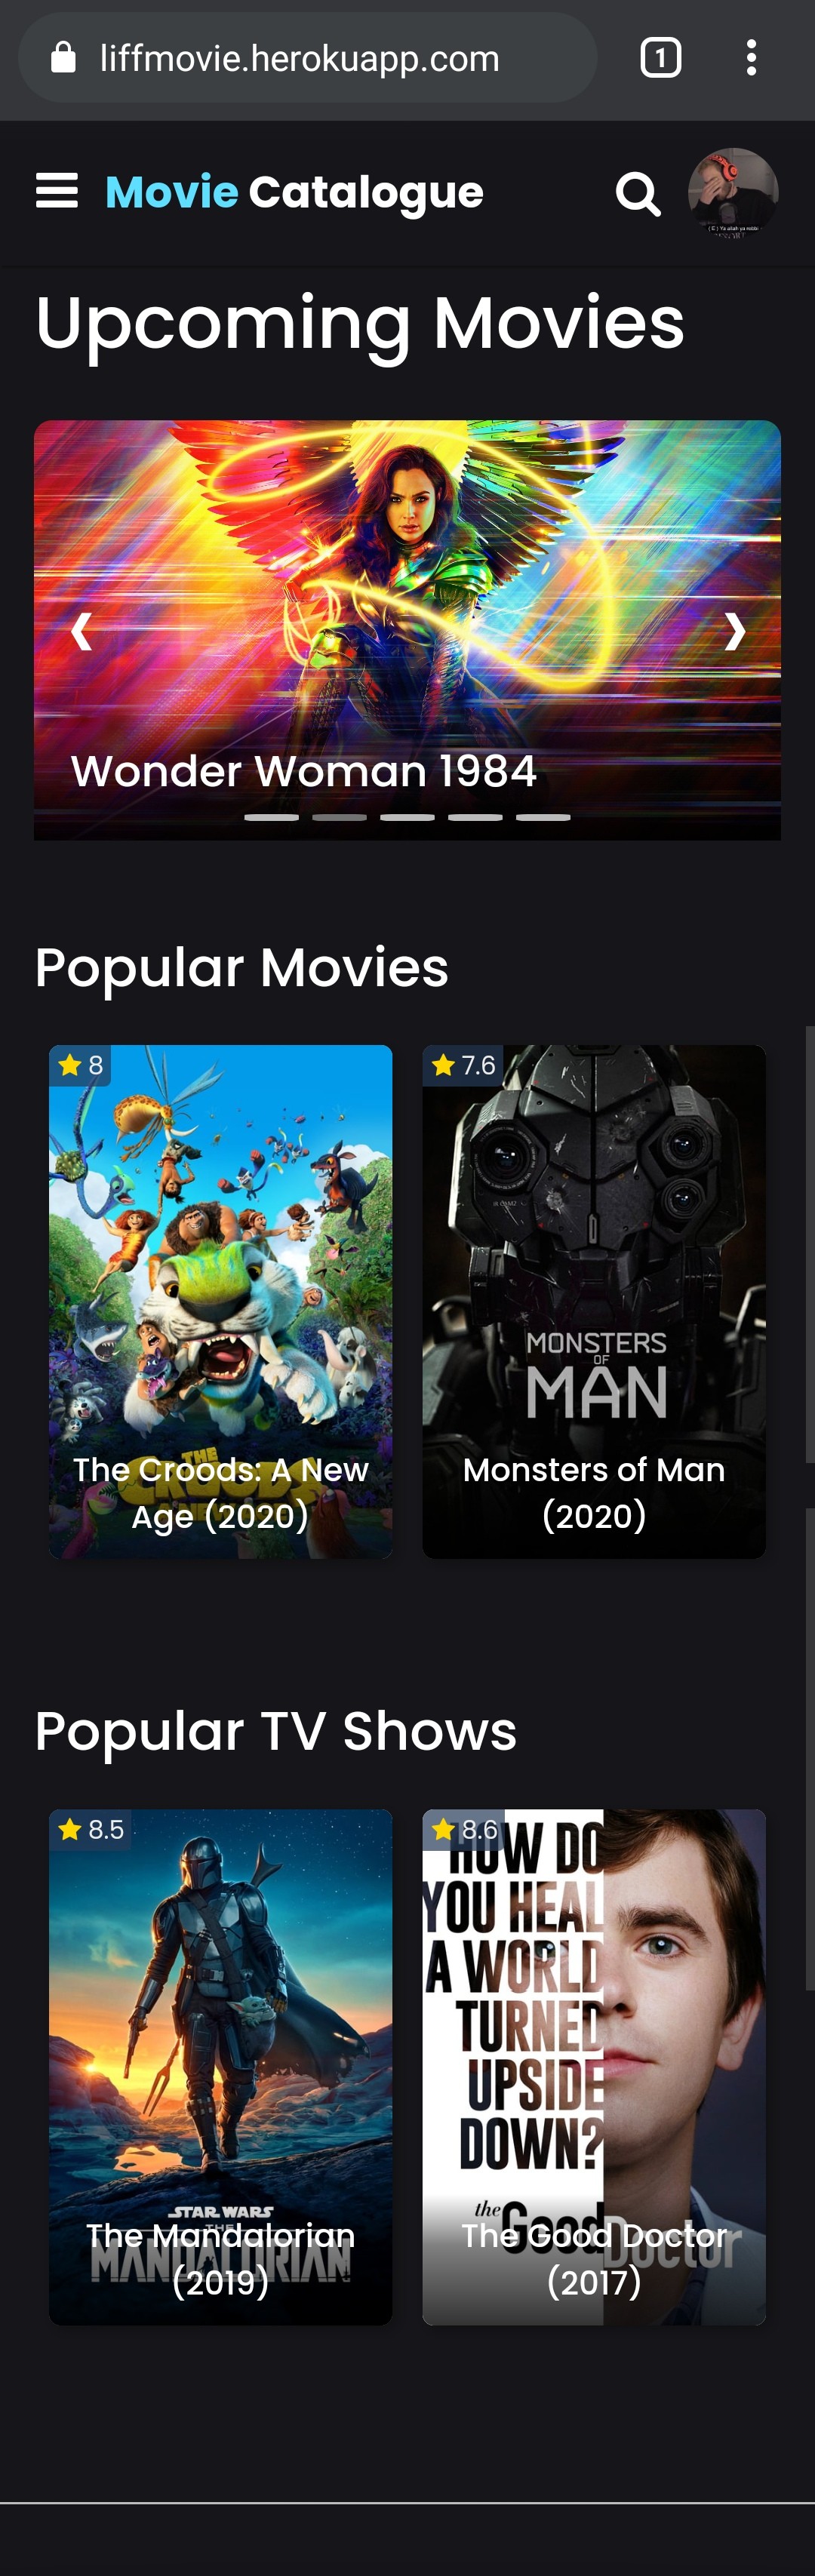 liffmovie.herokuapp.com
1
Movie Catalogue
Upcoming Movies
Wonder Woman 1984
Popular Movies
8
7.6
MONSTERS
OF
MAN
THE
CROODS
The Croods: A New
Age (2020)
Monsters of Man
(2020)
Popular TV Shows
8.5
8.6
HOW DO
YOU HEAL
A WORLD
TURNED
UPSIDE
DOWN?
STAR WARS
THE
MANDALORIAN
The Mandalorian
(2019)
the Good Doctor
The Good Doctor
(2017)